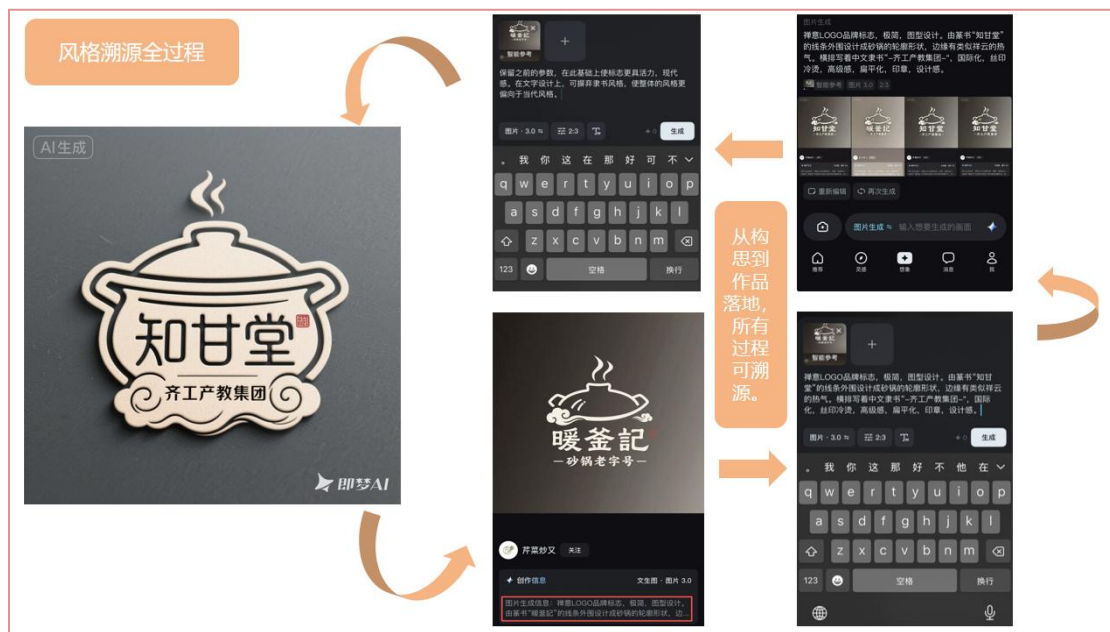 风格溯源全过程
AI生成
知甘堂
齐工产教集团
即梦AI
智能参考
保留之前的参数，在此基础上使标志更具活力，现代
感。在文字设计上，可摒弃隶书风格，使整体的风格更
偏向于当代风格。
图片 · 3.0
2:3
生成
。 我 你 这 在 那 好 可 不
q w e r t y u i o p
a s d f g h j k l
z x c v b n m
123
空格
换行
暖釜記
砂锅老字号
芹菜炒又
关注
创作信息
文生图 · 图片 3.0
图片生成信息：禅意LOGO品牌标志，极简，图型设计。
由篆书“暖釜記”的线条外围设计成砂锅的轮廓形状，边...
从构
思到
作品
落地，
所有
过程
可溯
源。
图片生成
禅意LOGO品牌标志，极简，图型设计。由篆书“知甘堂”
的线条外围设计成砂锅的轮廓形状，边缘有类似祥云的热
气。横排写着中文隶书“-齐工产教集团-“，国际化，丝印
冷烫，高级感，扁平化，印章，设计感。
智能参考 图片 3.0 2:3
知甘堂
暖釜記
知甘堂
知甘堂
重新编辑
再次生成
图片生成
输入想要生成的画面
推荐
灵感
想象
消息
我
暖釜記
智能参考
禅意LOGO品牌标志，极简，图型设计。由篆书“知甘
堂”的线条外围设计成砂锅的轮廓形状，边缘有类似祥云
的热气。横排写着中文隶书“-齐工产教集团-“，国际
化，丝印冷烫，高级感，扁平化，印章，设计感。
图片 · 3.0
2:3
生成
。 我 你 这 那 好 不 他 在
q w e r t y u i o p
a s d f g h j k l
z x c v b n m
123
空格
换行